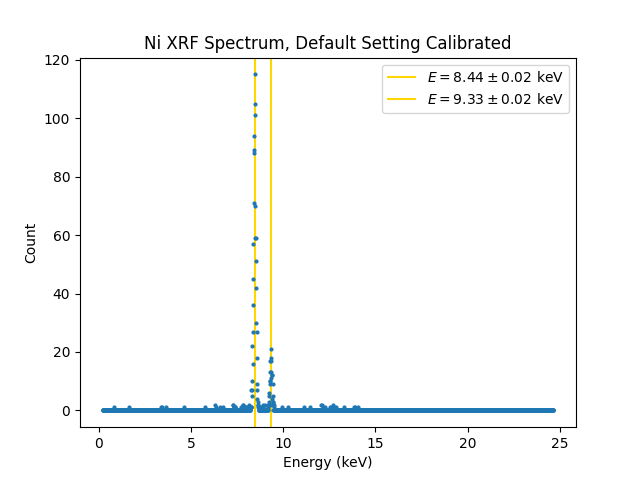 Ni XRF Spectrum, Default Setting Calibrated
E = 8.44 ± 0.02 keV
E = 9.33 ± 0.02 keV
120
100
80
60
40
20
0
Count
0 5 10 15 20 25
Energy (keV)